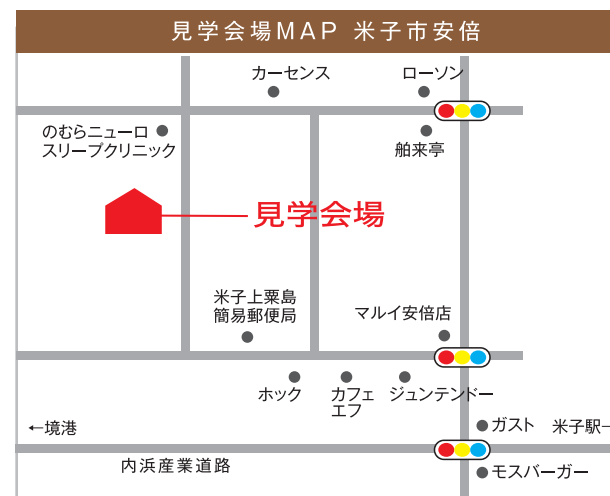 見学会場MAP 米子市安倍
カーセンス
ローソン
のむらニューロ
スリープクリニック
舶来亭
見学会場
米子上粟島
簡易郵便局
マルイ安倍店
ホック
カフェ
エフ
ジュンテンドー
←境港
ガスト
米子駅→
内浜産業道路
モスバーガー